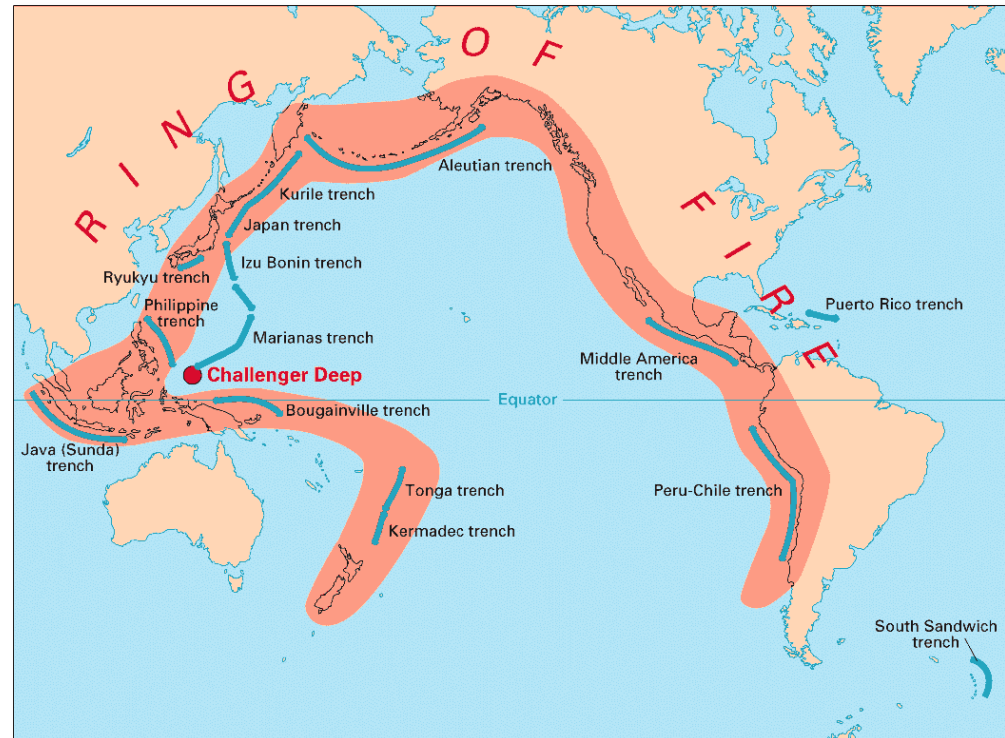 RING OF FIRE
Aleutian trench
Kurile trench
Japan trench
Izu Bonin trench
Ryukyu trench
Philippine
trench
Marianas trench
Challenger Deep
Puerto Rico trench
Middle America
trench
Equator
Bougainville trench
Java (Sunda)
trench
Tonga trench
Peru-Chile trench
Kermadec trench
South Sandwich
trench